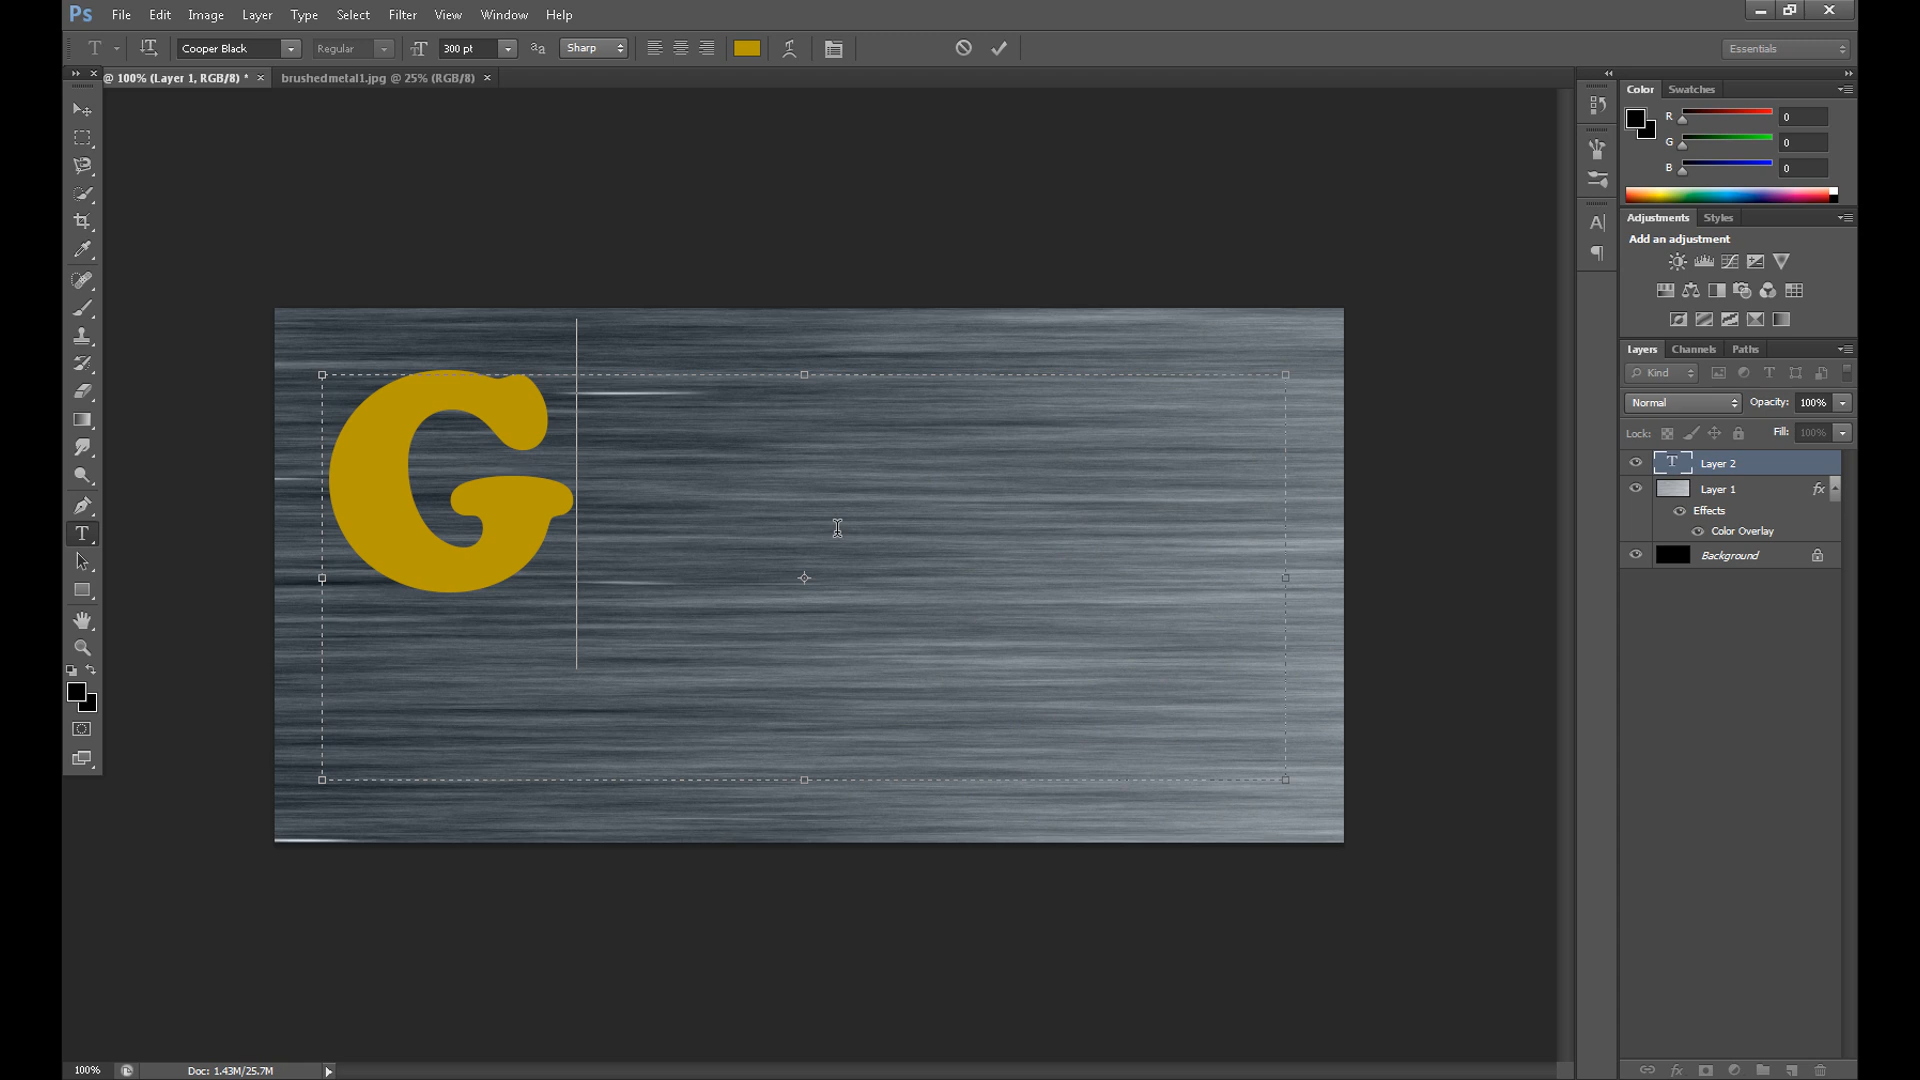 Ps File Edit Image Layer Type Select Filter View Window Help
T Cooper Black Regular 300 pt aa Sharp Essentials
@ 100% (Layer 1, RGB/8) * × brushedmetal1.jpg @ 25% (RGB/8) ×
Color Swatches
R 0
G 0
B 0
Adjustments Styles
Add an adjustment
Layers Channels Paths
Kind
Normal Opacity: 100%
Lock: Fill: 100%
T Layer 2
Layer 1 fx
Effects
Color Overlay
Background
G
100% Doc: 1.43M/25.7M